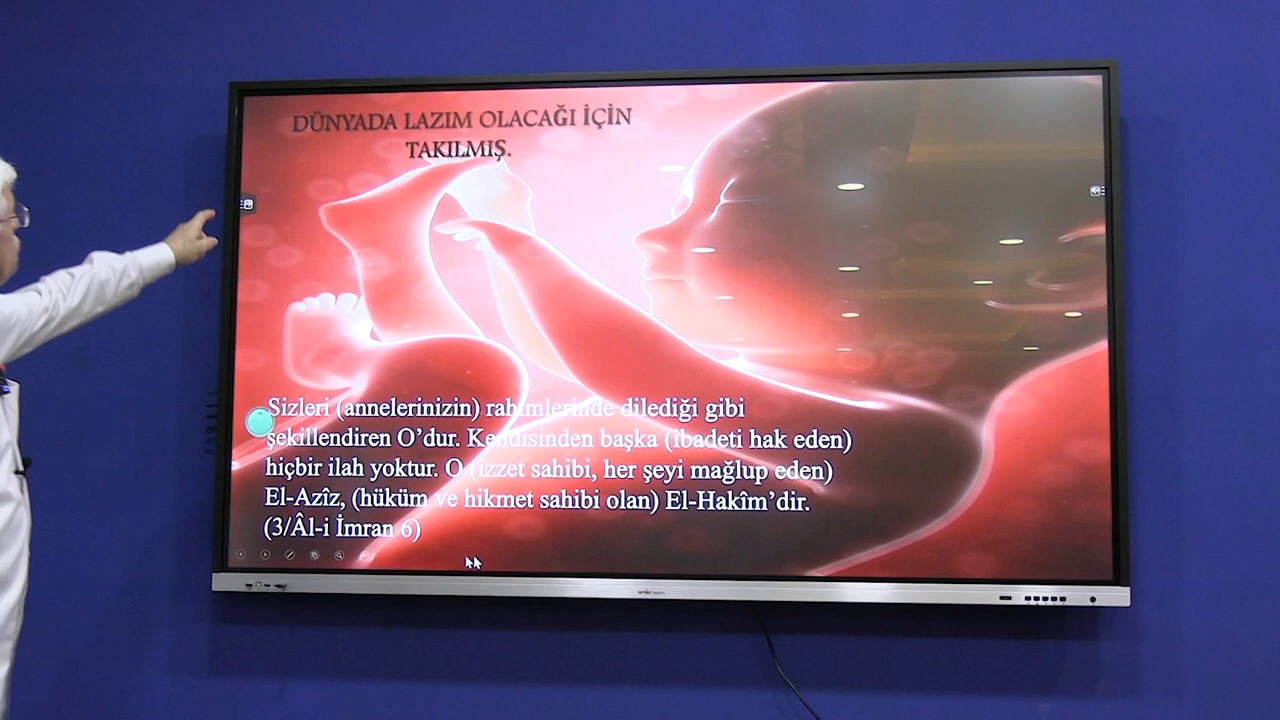 DÜNYADA LAZIM OLACAĞI İÇİN
TAKILMIŞ.
Sizleri (annelerinizin) rahimlerinde dilediği gibi
şekillendiren O'dur. Kendisinden başka (ibadeti hak eden)
hiçbir ilah yoktur. O (izzet sahibi, her şeyi mağlup eden)
El-Azîz, (hüküm ve hikmet sahibi olan) El-Hakîm'dir.
(3/Âl-i İmran 6)